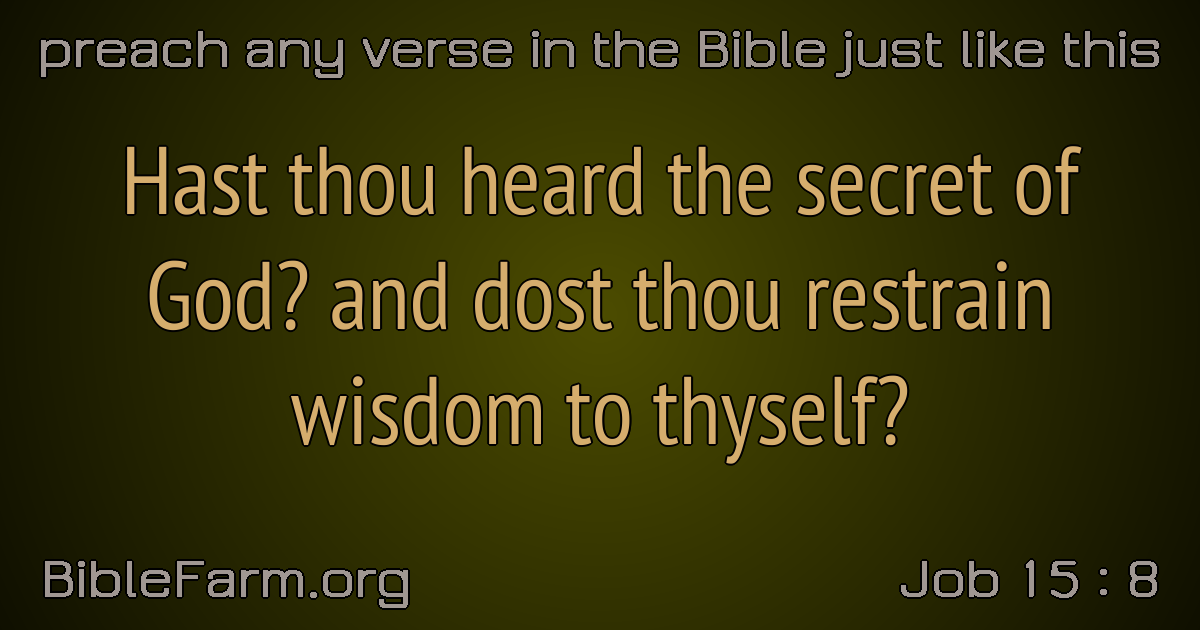 preach any verse in the Bible just like this
Hast thou heard the secret of
God? and dost thou restrain
wisdom to thyself?
BibleFarm.org
Job 15 : 8